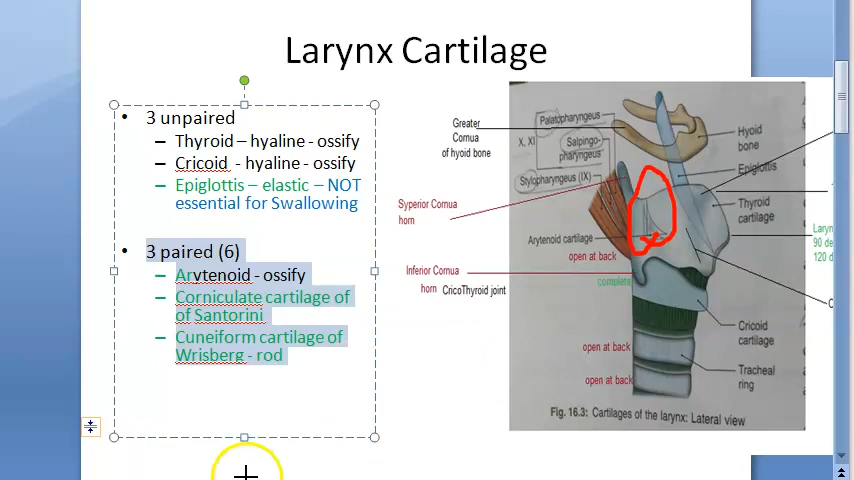 Larynx Cartilage
• 3 unpaired
– Thyroid – hyaline - ossify
– Cricoid - hyaline - ossify
– Epiglottis – elastic – NOT
essential for Swallowing
• 3 paired (6)
– Arytenoid - ossify
– Corniculate cartilage of
of Santorini
– Cuneiform cartilage of
Wrisberg - rod
Greater
Cornua
of hyoid bone
Palatopharyngeus
X, XI
Salpingo-
pharyngeus
Stylopharyngeus (IX)
Syperior Cornua
horn
Arytenoid cartilage
open at back
Inferior Cornua
horn CricoThyroid joint
complete
open at back
open at back
Hyoid
bone
Epiglottis
Thyroid
cartilage
Laryn
90 de
120 d
Cricoid
cartilage
Tracheal
ring
Fig. 16.3: Cartilages of the larynx: Lateral view